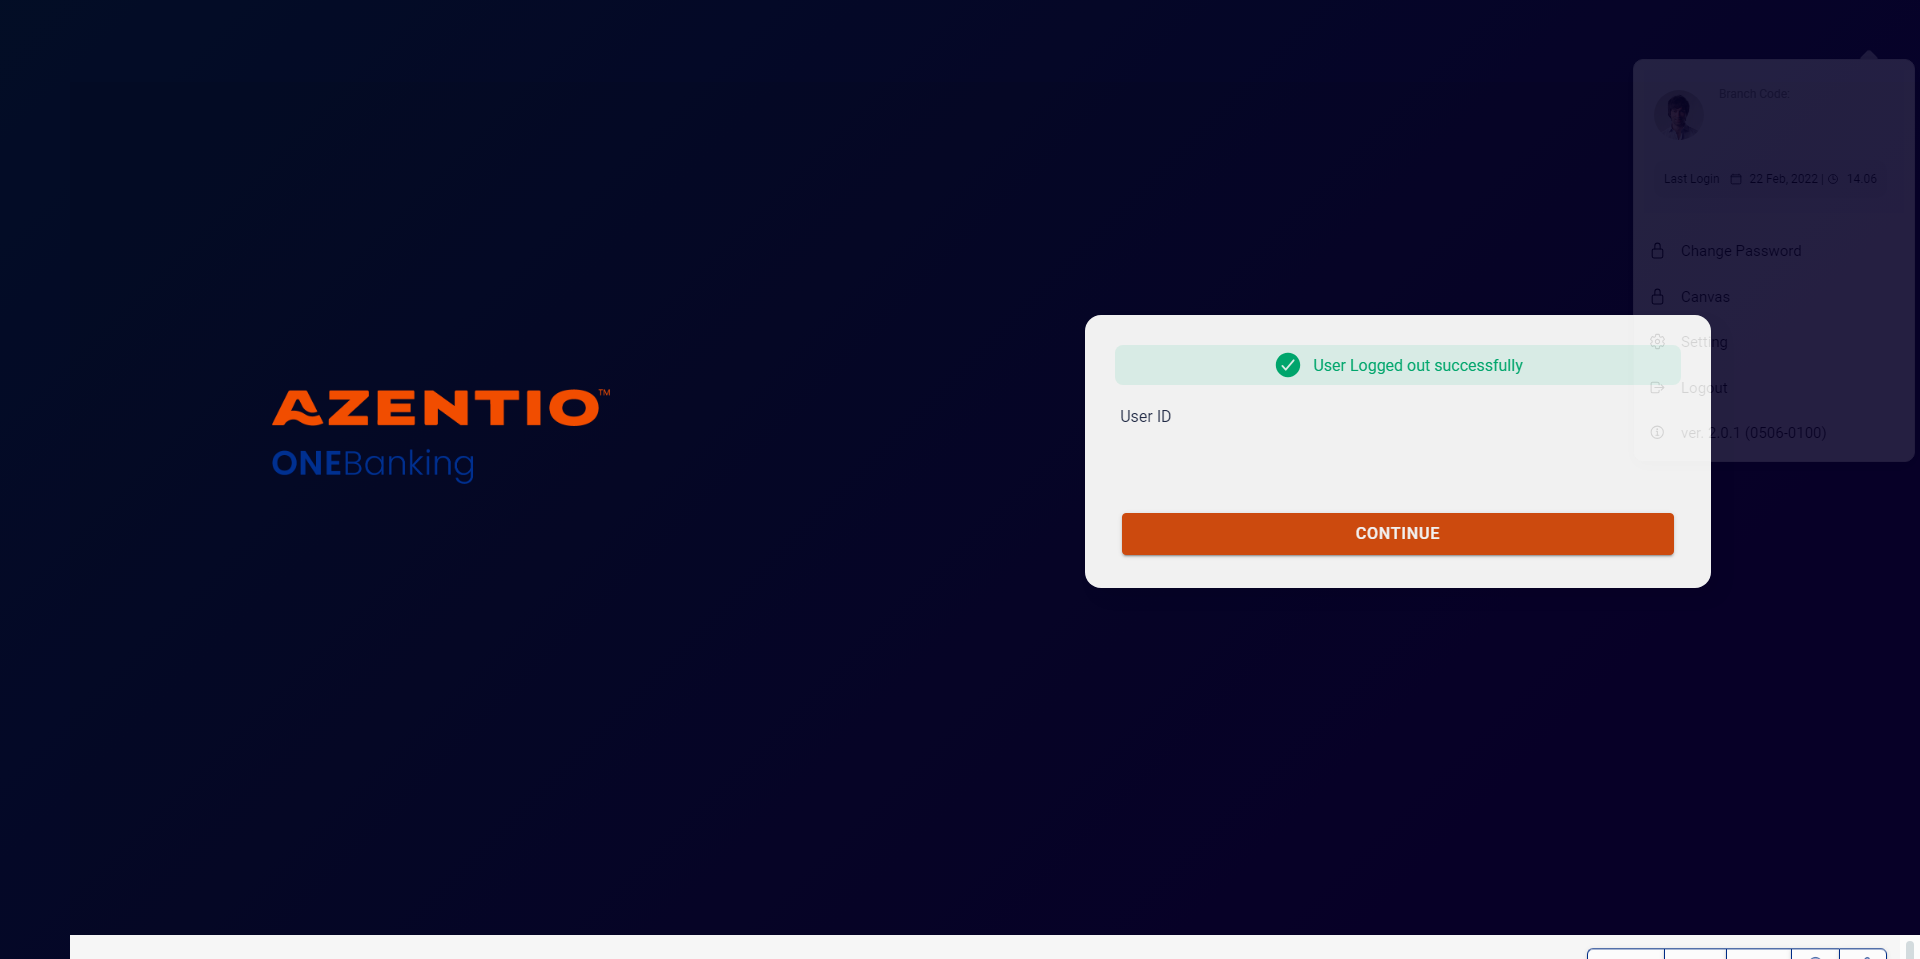 Branch Code:
Last Login 22 Feb, 2022 | 14:06
Change Password
Canvas
Setting
Logout
ver. 2.0.1 (0506-0100)
User Logged out successfully
User ID
CONTINUE
AZENTIO™
ONEBanking